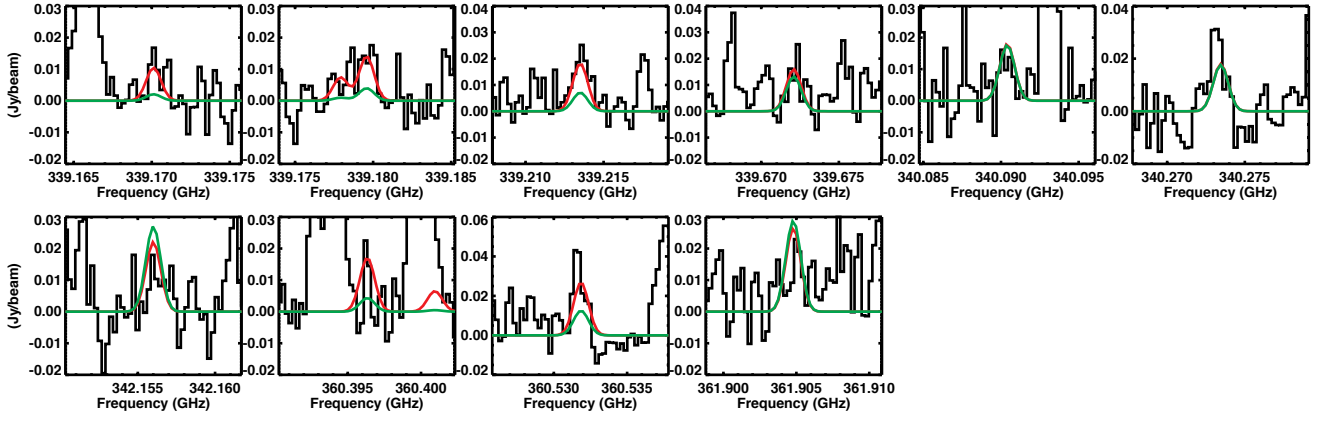 0.03 0.03 0.04 0.04 0.03 0.04
0.02 0.02 0.03 0.03 0.02
0.01 0.01 0.02 0.02 0.01 0.02
0.01 0.01
0.00 0.00 0.00 0.00 0.00 0.00
-0.01 -0.01 -0.01 -0.01 -0.01
-0.02 -0.02 -0.02 -0.02 -0.02 -0.02
(Jy/beam)
339.165 339.170 339.175 339.175 339.180 339.185 339.210 339.215 339.670 339.675 340.085 340.090 340.095 340.270 340.275
Frequency (GHz) Frequency (GHz) Frequency (GHz) Frequency (GHz) Frequency (GHz) Frequency (GHz)
0.03 0.03 0.06 0.03
0.02 0.02 0.04 0.02
0.01 0.01 0.02 0.01
0.00 0.00 0.00 0.00
-0.01 -0.01 -0.01
-0.02 -0.02 -0.02 -0.02
(Jy/beam)
342.155 342.160 360.395 360.400 360.530 360.535 361.900 361.905 361.910
Frequency (GHz) Frequency (GHz) Frequency (GHz) Frequency (GHz)